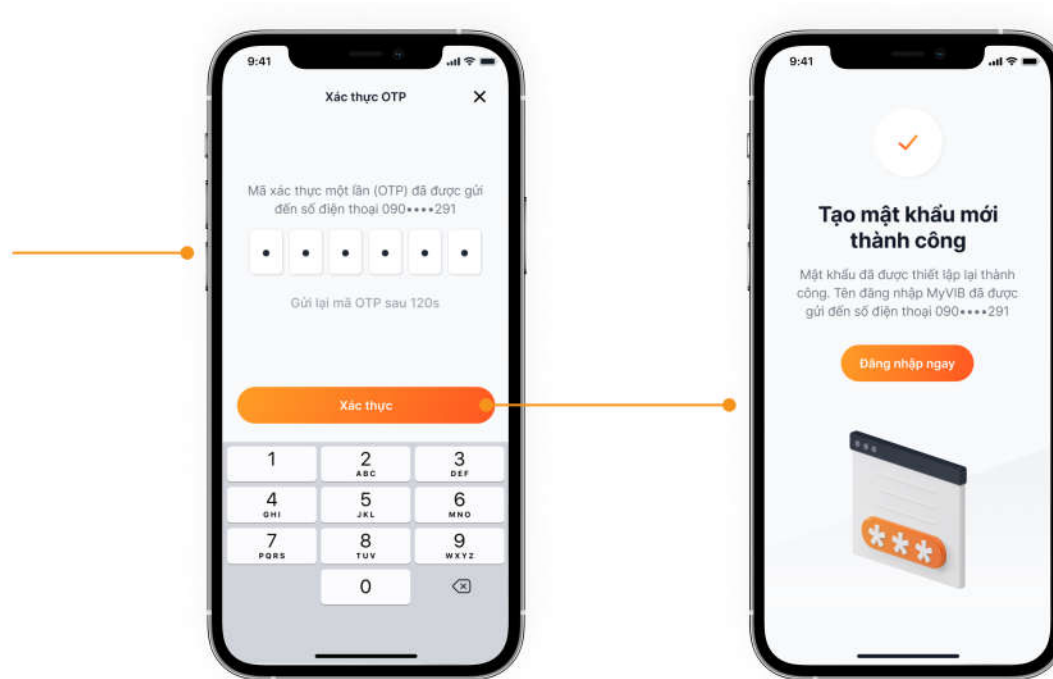 9:41
Xác thực OTP
Mã xác thực một lần (OTP) đã được gửi
đến số điện thoại 090••••291
Gửi lại mã OTP sau 120s
Xác thực
1
2
ABC
3
DEF
4
GHI
5
JKL
6
MNO
7
PQRS
8
TUV
9
WXYZ
0
9:41
Tạo mật khẩu mới
thành công
Mật khẩu đã được thiết lập lại thành
công. Tên đăng nhập MyVIB đã được
gửi đến số điện thoại 090••••291
Đăng nhập ngay
***